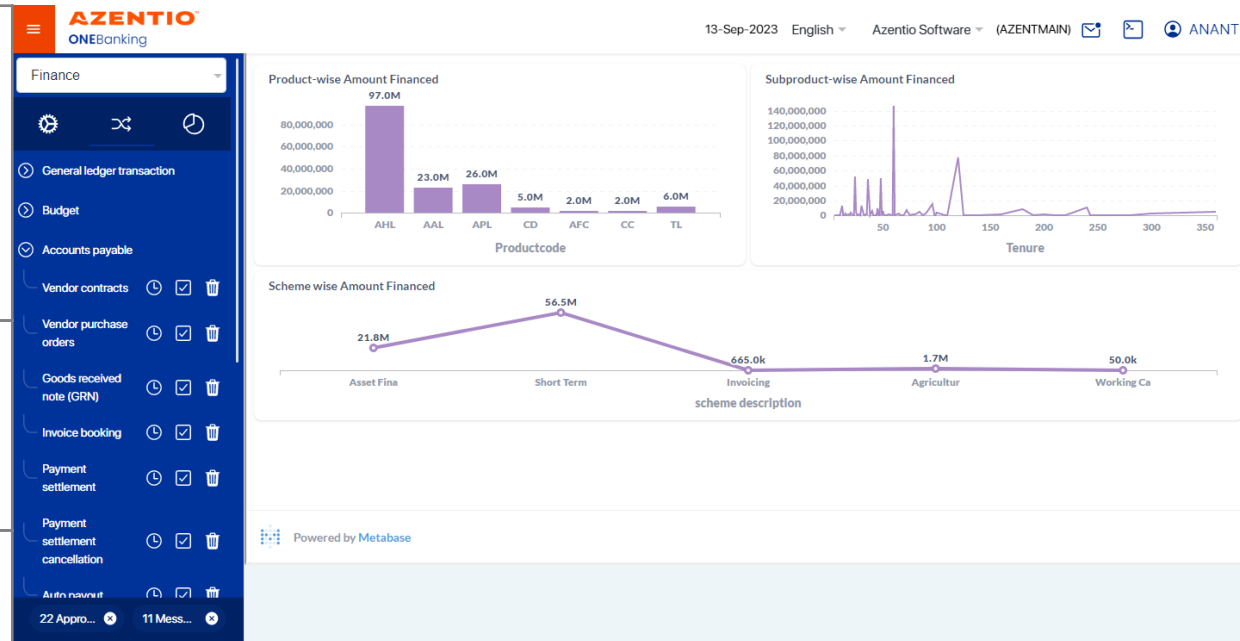 AZENTIO
ONEBanking
13-Sep-2023 English Azentio Software (AZENTMAIN) ANANT
Finance
General ledger transaction
Budget
Accounts payable
Vendor contracts
Vendor purchase
orders
Goods received
note (GRN)
Invoice booking
Payment
settlement
Payment
settlement
cancellation
Auto payout
22 Appro...
11 Mess...
Product-wise Amount Financed
97.0M
80,000,000
60,000,000
40,000,000
20,000,000
0
23.0M
26.0M
5.0M
2.0M
2.0M
6.0M
AHL AAL APL CD AFC CC TL
Productcode
Subproduct-wise Amount Financed
140,000,000
120,000,000
100,000,000
80,000,000
60,000,000
40,000,000
20,000,000
0
50 100 150 200 250 300 350
Tenure
Scheme wise Amount Financed
21.8M
56.5M
665.0k
1.7M
50.0k
Asset Fina Short Term Invoicing Agricultur Working Ca
scheme description
Powered by Metabase